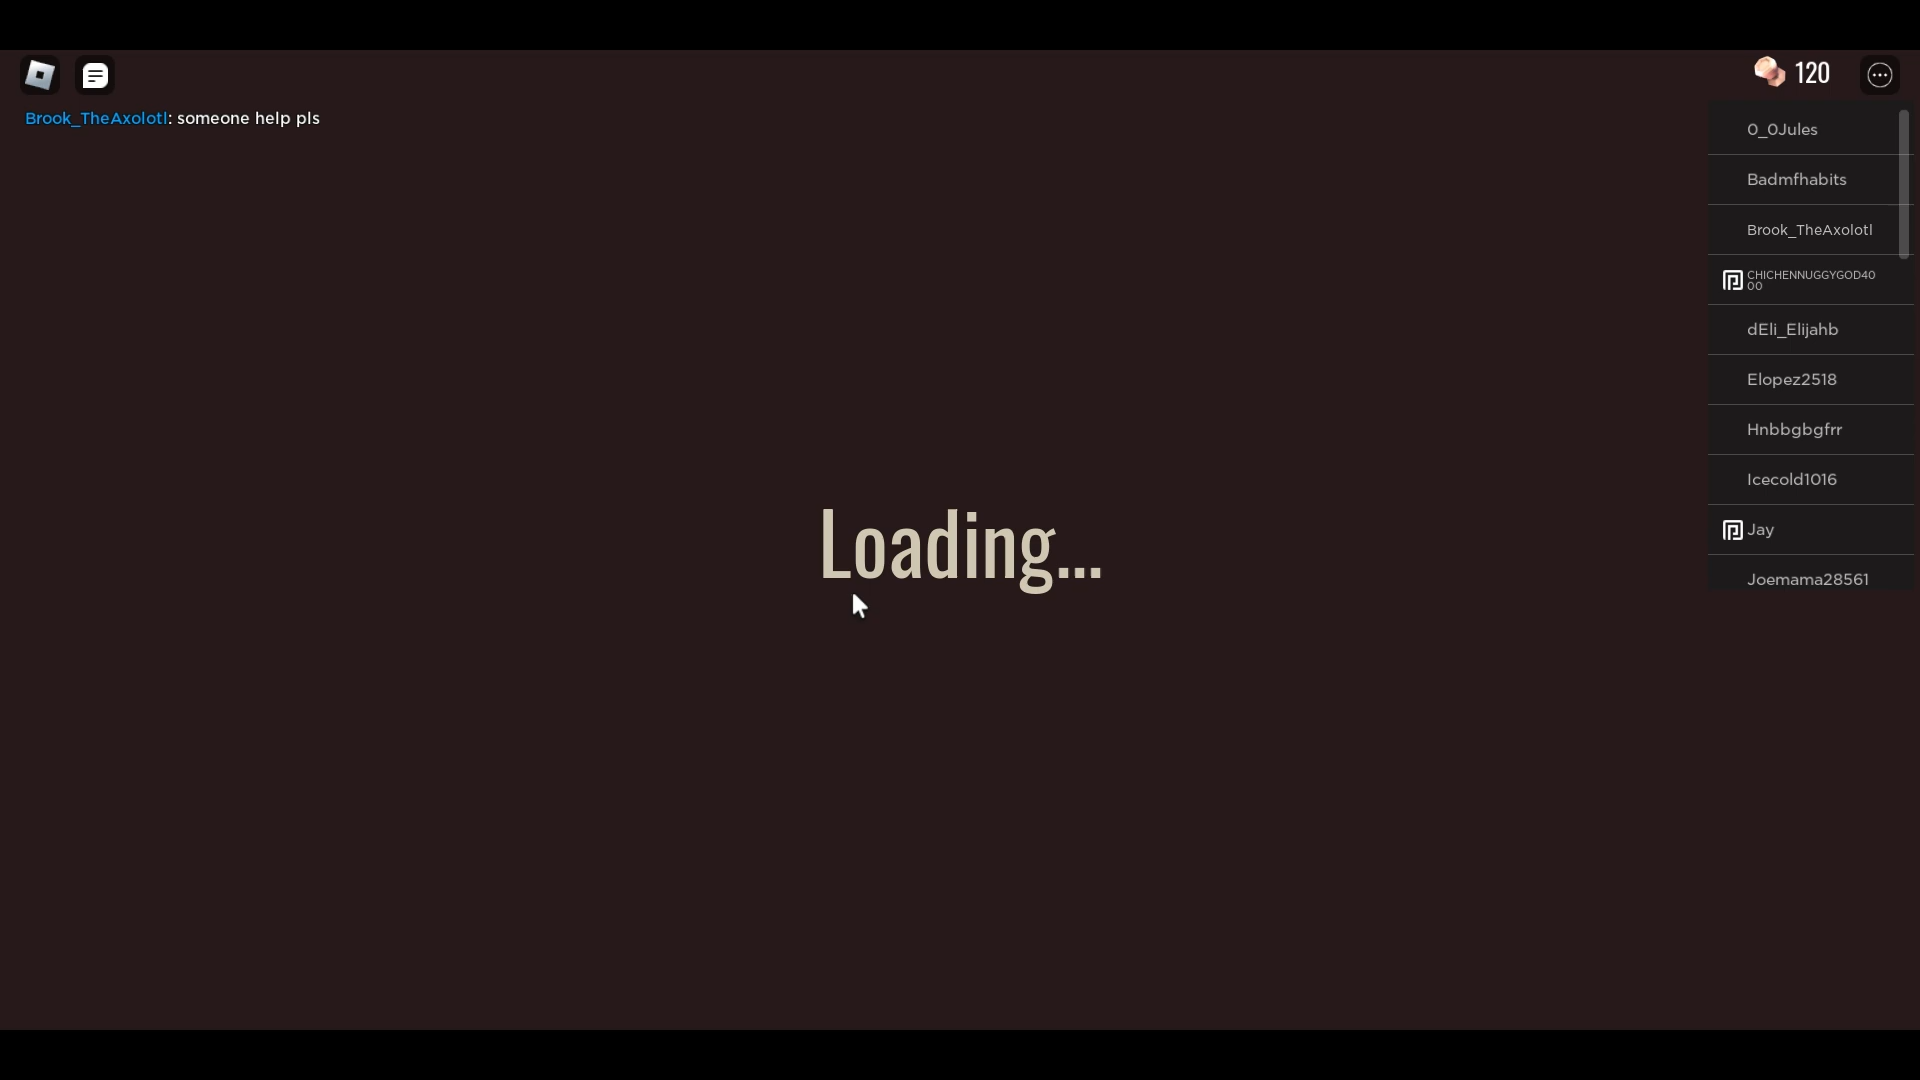 120
Brook_TheAxolotl: someone help pls
0_0Jules
Badmfhabits
Brook_TheAxolotl
CHICHENNUGGYGOD40
00
dEli_Elijahb
Elopez2518
Hnbbgbgfrr
Icecold1016
Jay
Joemama28561
Loading...